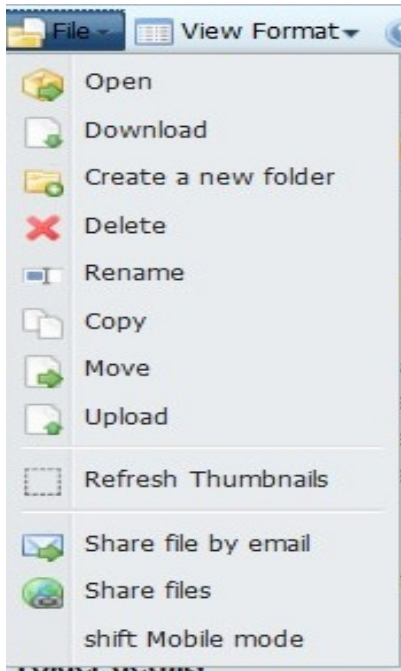 File View Format
Open
Download
Create a new folder
Delete
Rename
Copy
Move
Upload
Refresh Thumbnails
Share file by email
Share files
shift Mobile mode